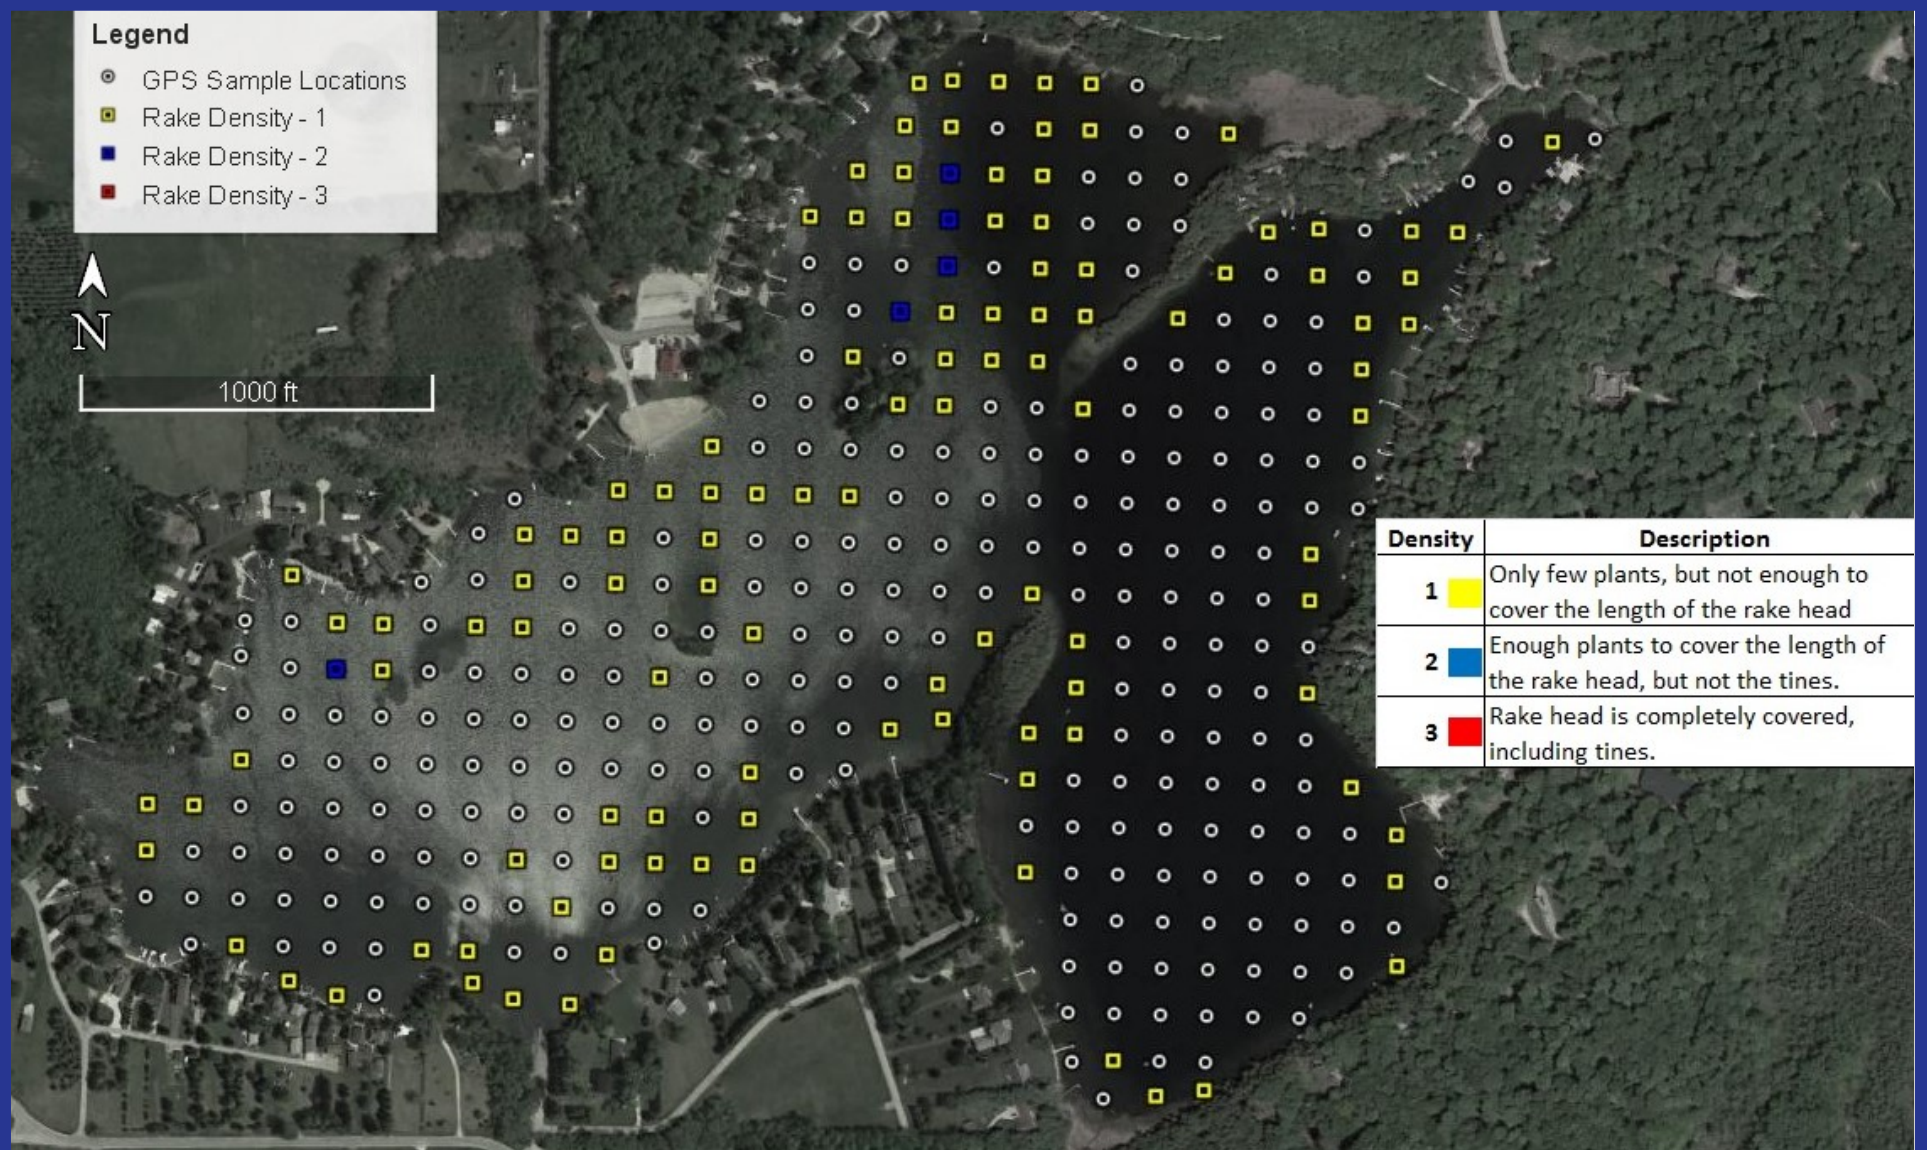 Legend
GPS Sample Locations
Rake Density - 1
Rake Density - 2
Rake Density - 3
N
1000 ft
Density Description
1 Only few plants, but not enough to
cover the length of the rake head
2 Enough plants to cover the length of
the rake head, but not the tines.
3 Rake head is completely covered,
including tines.